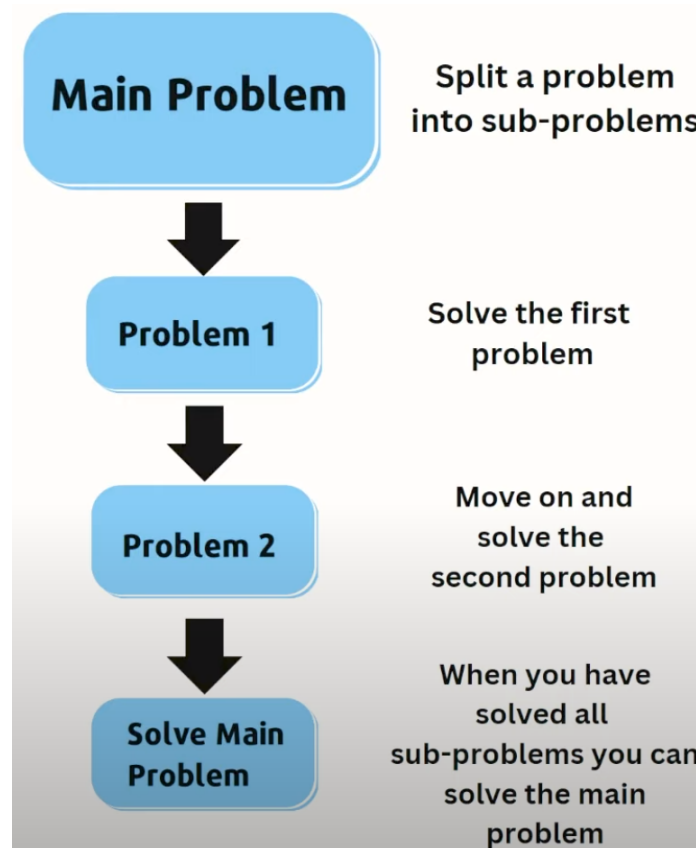 Main Problem
Split a problem
into sub-problems
Problem 1
Solve the first
problem
Problem 2
Move on and
solve the
second problem
Solve Main
Problem
When you have
solved all
sub-problems you can
solve the main
problem